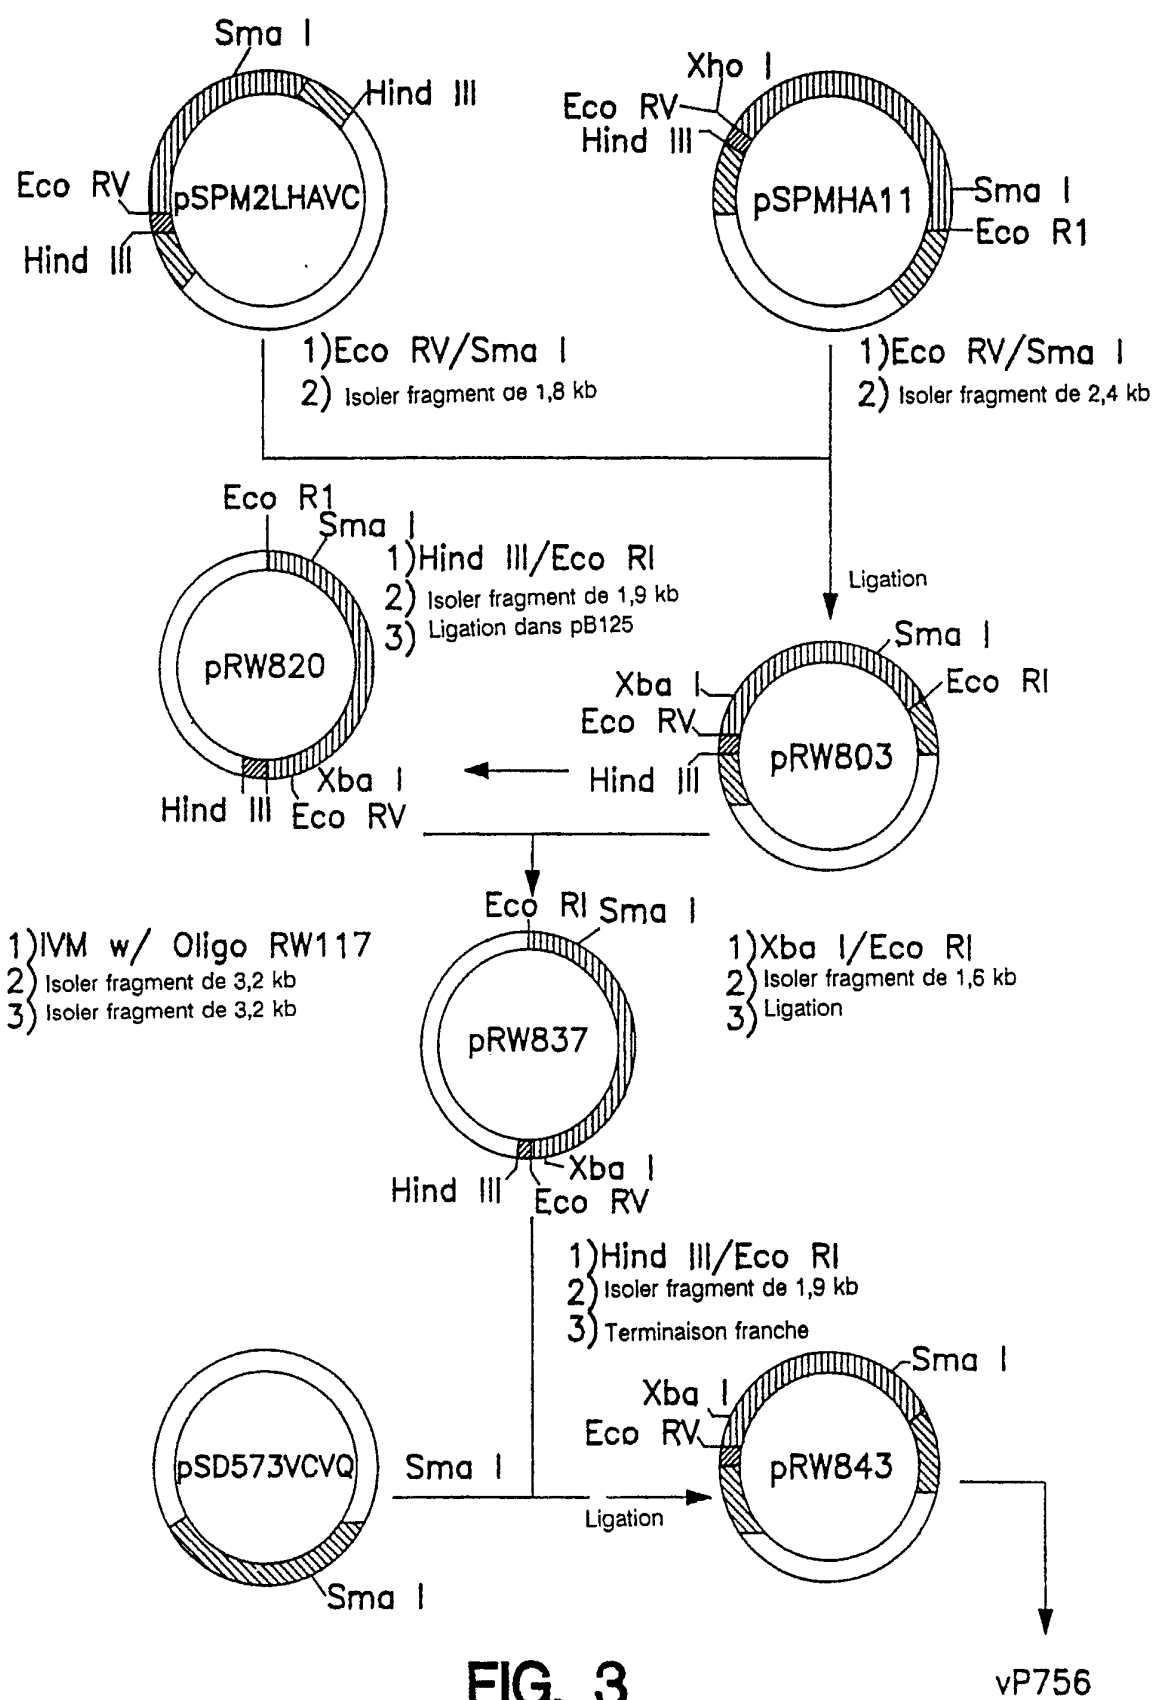 Sma I
Hind III
Eco RV
pSPM2LHAVC
Hind III
Xho I
Eco RV
Hind III
pSPMHA11
Sma I
Eco R1
1)Eco RV/Sma I
2) Isoler fragment de 1,8 kb
1)Eco RV/Sma I
2) Isoler fragment de 2,4 kb
Eco R1
Sma I
1)Hind III/Eco RI
2) Isoler fragment de 1,9 kb
3) Ligation dans pB125
pRW820
Xba I
Hind III
Eco RV
Ligation
Sma I
Eco RI
Xba I
Eco RV
Hind III
pRW803
Eco RI
Sma I
1)IVM w/ Oligo RW117
2) Isoler fragment de 3,2 kb
3) Isoler fragment de 3,2 kb
1)Xba I/Eco RI
2) Isoler fragment de 1,6 kb
3) Ligation
pRW837
Xba I
Hind III
Eco RV
1)Hind III/Eco RI
2) Isoler fragment de 1,9 kb
3) Terminaison franche
Sma I
Xba I
Eco RV
pSD573VCVQ
Sma I
pRW843
Ligation
Sma I
FIG. 3
vP756